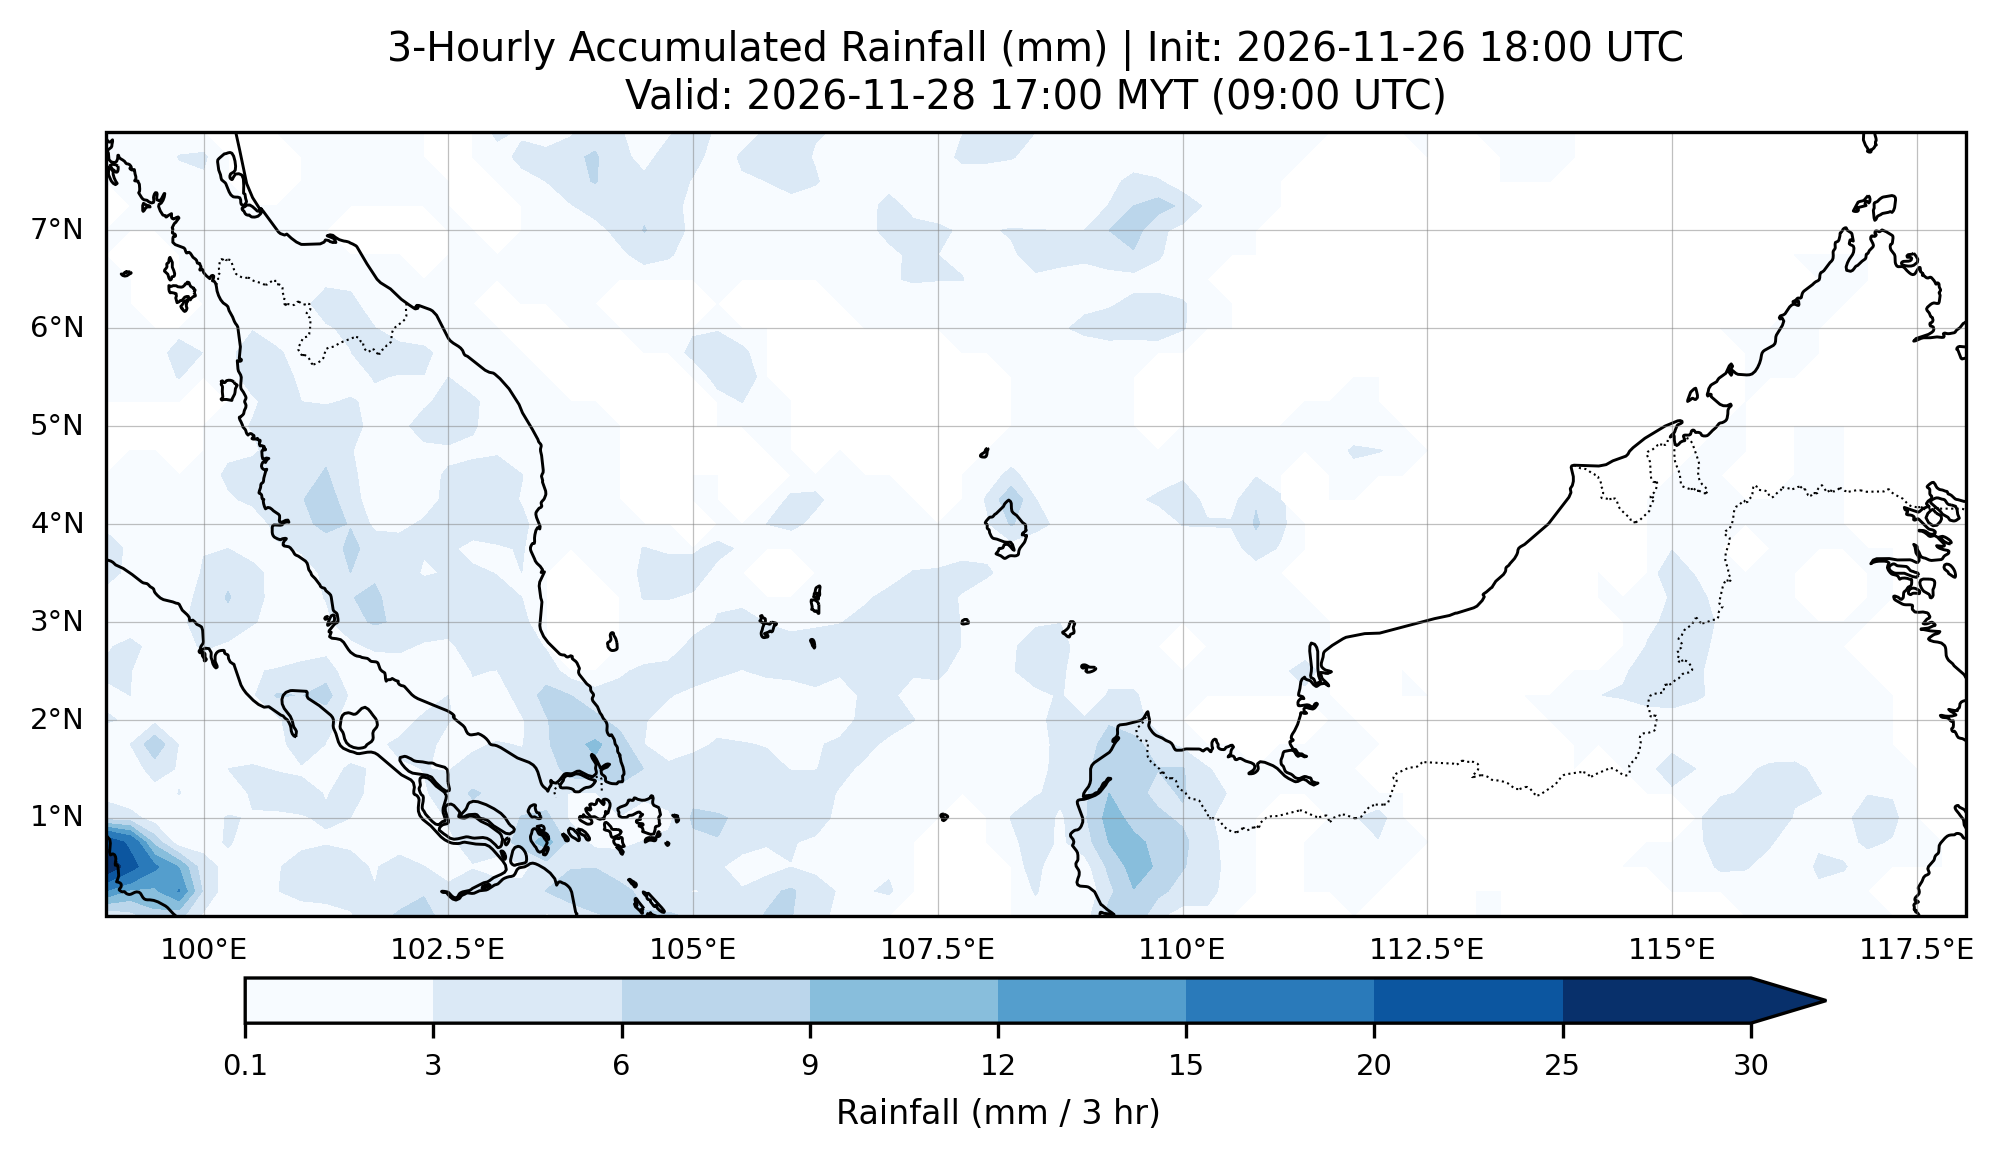 3-Hourly Accumulated Rainfall (mm) | Init: 2026-11-26 18:00 UTC
Valid: 2026-11-28 17:00 MYT (09:00 UTC)
7°N
6°N
5°N
4°N
3°N
2°N
1°N
100°E 102.5°E 105°E 107.5°E 110°E 112.5°E 115°E 117.5°E
0.1 3 6 9 12 15 20 25 30
Rainfall (mm / 3 hr)